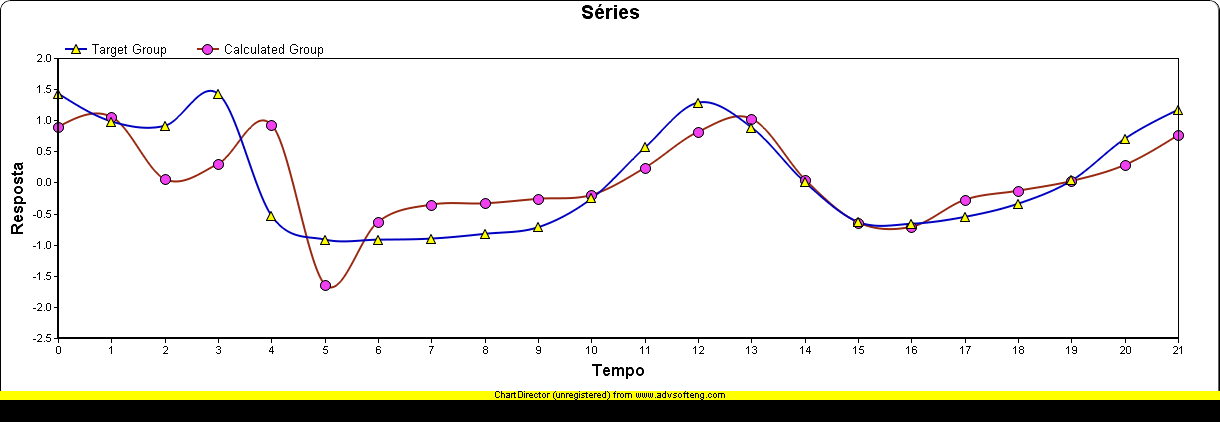 Séries
Target Group
Calculated Group
2.0
1.5
1.0
0.5
0.0
-0.5
-1.0
-1.5
-2.0
-2.5
Resposta
0 1 2 3 4 5 6 7 8 9 10 11 12 13 14 15 16 17 18 19 20 21
Tempo
ChartDirector (unregistered) from www.advsofteng.com